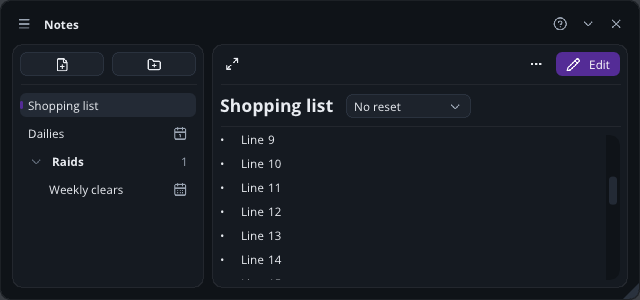 Notes
Edit
Shopping list
Dailies
Raids 1
Weekly clears
Shopping list No reset
• Line 9
• Line 10
• Line 11
• Line 12
• Line 13
• Line 14